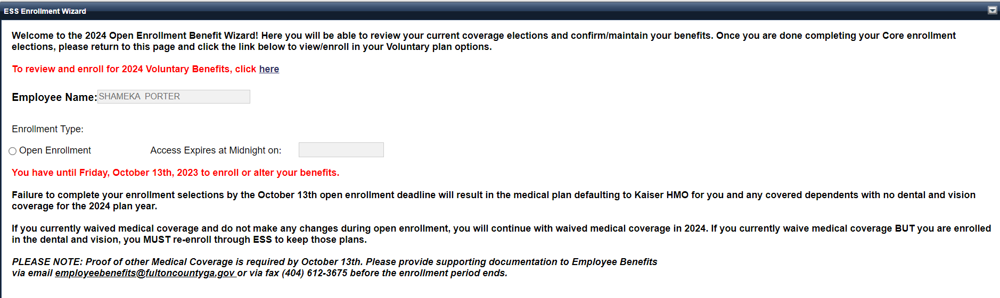 ESS Enrollment Wizard
Welcome to the 2024 Open Enrollment Benefit Wizard! Here you will be able to review your current coverage elections and confirm/maintain your benefits. Once you are done completing your Core enrollment
elections, please return to this page and click the link below to view/enroll in your Voluntary plan options.
To review and enroll for 2024 Voluntary Benefits, click here
Employee Name: SHAMEKA PORTER
Enrollment Type:
Open Enrollment Access Expires at Midnight on:
You have until Friday, October 13th, 2023 to enroll or alter your benefits.
Failure to complete your enrollment selections by the October 13th open enrollment deadline will result in the medical plan defaulting to Kaiser HMO for you and any covered dependents with no dental and vision
coverage for the 2024 plan year.
If you currently waived medical coverage and do not make any changes during open enrollment, you will continue with waived medical coverage in 2024. If you currently waive medical coverage BUT you are enrolled
in the dental and vision, you MUST re-enroll through ESS to keep those plans.
PLEASE NOTE: Proof of other Medical Coverage is required by October 13th. Please provide supporting documentation to Employee Benefits
via email employeebenefits@fultoncountyga.gov or via fax (404) 612-3675 before the enrollment period ends.